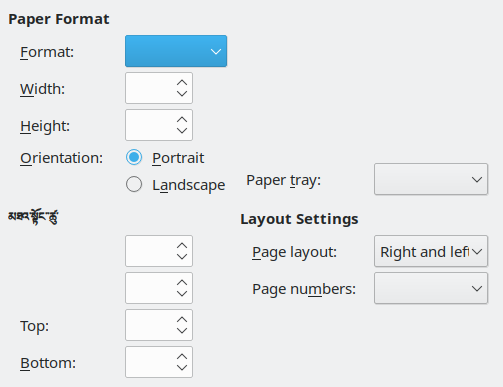 Paper Format
Format:
Width:
Height:
Orientation:
Portrait
Landscape
Paper tray:
Layout Settings
Page layout:
Right and left
Page numbers:
Top:
Bottom: